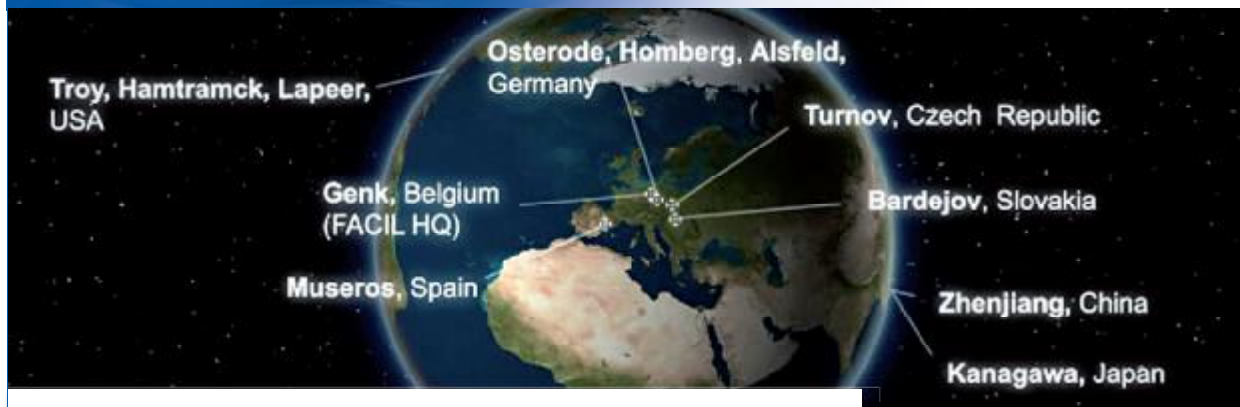 Osterode, Homberg, Alsfeld,
Germany
Troy, Hamtramck, Lapeer,
USA
Turnov, Czech Republic
Genk, Belgium
(FACIL HQ)
Bardejov, Slovakia
Museros, Spain
Zhenjiang, China
Kanagawa, Japan